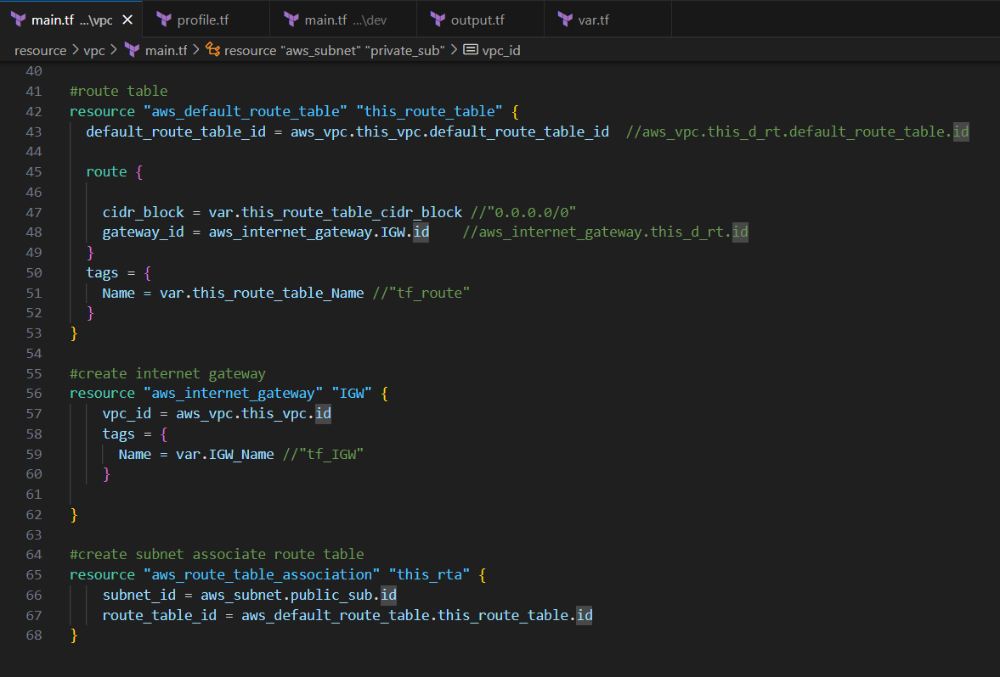 main.tf ...\vpc profile.tf main.tf ...\dev output.tf var.tf
resource > vpc > main.tf > resource "aws_subnet" "private_sub" > vpc_id
40
41 #route table
42 resource "aws_default_route_table" "this_route_table" {
43 default_route_table_id = aws_vpc.this_vpc.default_route_table_id //aws_vpc.this_d_rt.default_route_table.id
44
45 route {
46
47 cidr_block = var.this_route_table_cidr_block //"0.0.0.0/0"
48 gateway_id = aws_internet_gateway.IGW.id //aws_internet_gateway.this_d_rt.id
49 }
50 tags = {
51 Name = var.this_route_table_Name //"tf_route"
52 }
53 }
54
55 #create internet gateway
56 resource "aws_internet_gateway" "IGW" {
57 vpc_id = aws_vpc.this_vpc.id
58 tags = {
59 Name = var.IGW_Name //"tf_IGW"
60 }
61
62 }
63
64 #create subnet associate route table
65 resource "aws_route_table_association" "this_rta" {
66 subnet_id = aws_subnet.public_sub.id
67 route_table_id = aws_default_route_table.this_route_table.id
68 }